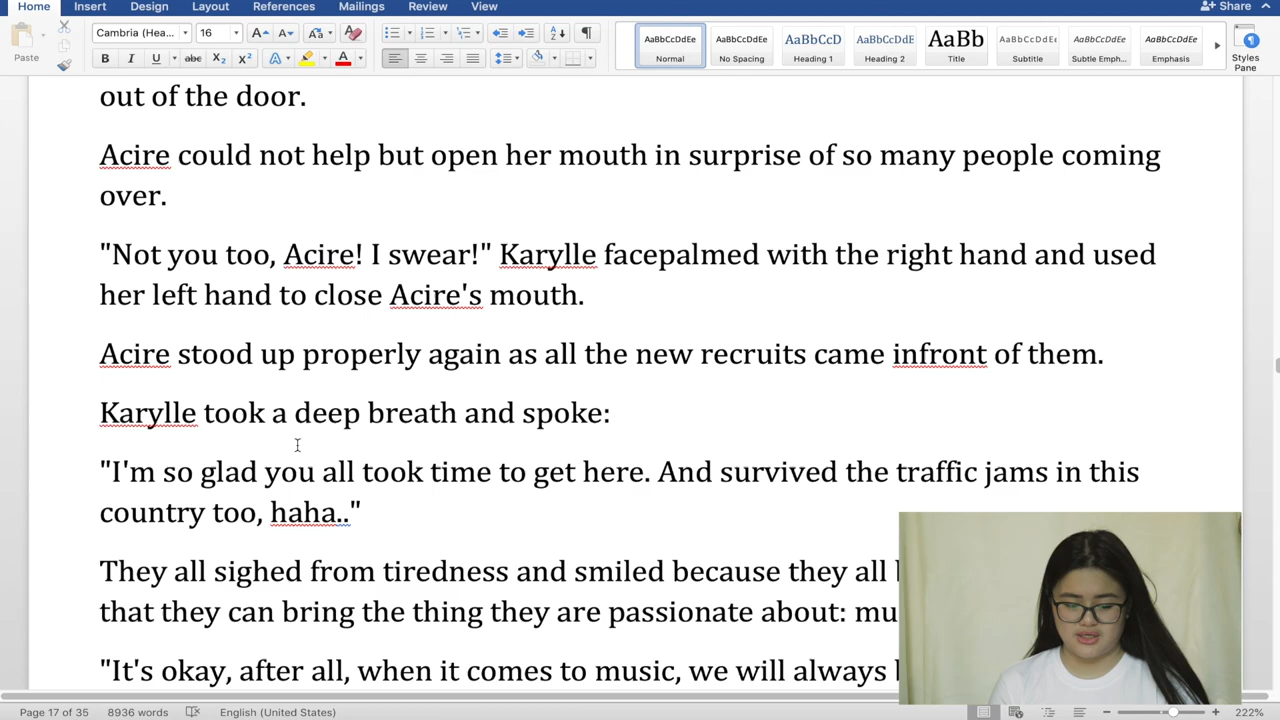 Home Insert Design Layout References Mailings Review View Share
Paste Cambria (Hea... 16 AaBbCcDdEe AaBbCcDdEe AaBbCcD AaBbCcDdE AaBb AaBbCcDdEe AaBbCcDdEe AaBbCcDdEe
B I U abc X₂ X² Normal No Spacing Heading 1 Heading 2 Title Subtitle Subtle Emph... Emphasis Styles Pane
out of the door.
Acire could not help but open her mouth in surprise of so many people coming
over.
"Not you too, Acire! I swear!" Karylle facepalmed with the right hand and used
her left hand to close Acire's mouth.
Acire stood up properly again as all the new recruits came infront of them.
Karylle took a deep breath and spoke:
"I'm so glad you all took time to get here. And survived the traffic jams in this
country too, haha.."
They all sighed from tiredness and smiled because they all
that they can bring the thing they are passionate about:
"It's okay, after all, when it comes to music, we will always
Page 17 of 35 8936 words English (United States) 222%